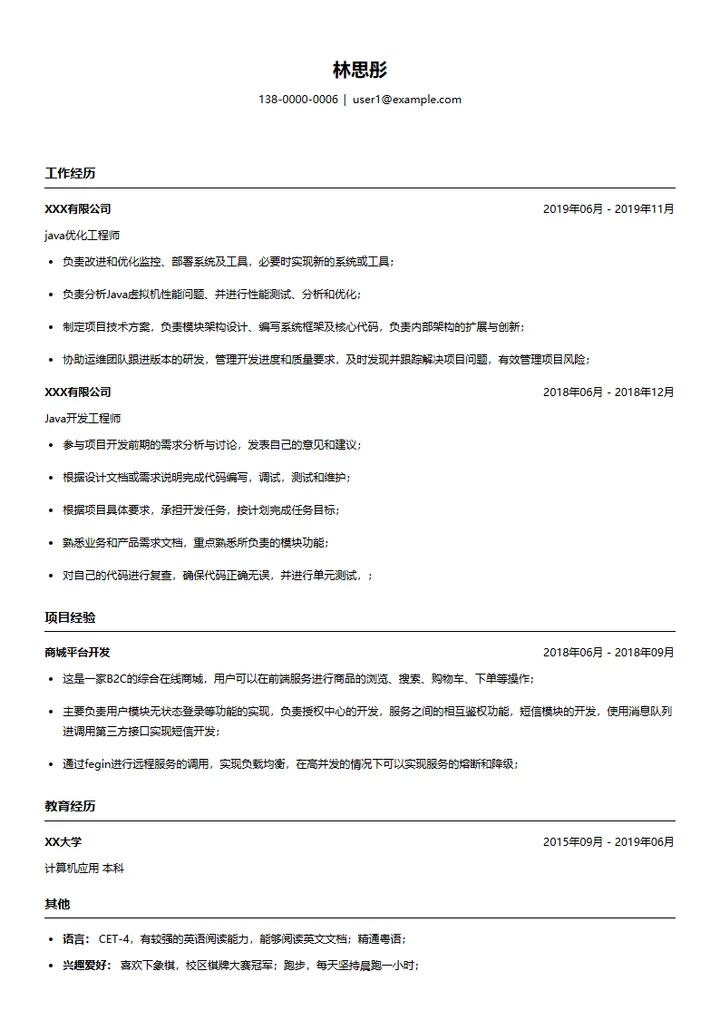 林思彤
138-0000-0006 | user1@example.com
工作经历
XXX有限公司 2019年06月 - 2019年11月
java优化工程师
• 负责改进和优化监控、部署系统及工具，必要时实现新的系统或工具；
• 负责分析Java虚拟机性能问题、并进行性能测试、分析和优化；
• 制定项目技术方案，负责模块架构设计、编写系统框架及核心代码，负责内部架构的扩展与创新；
• 协助运维团队跟进版本的研发，管理开发进度和质量要求，及时发现并跟踪解决项目问题，有效管理项目风险；
XXX有限公司 2018年06月 - 2018年12月
Java开发工程师
• 参与项目开发前期的需求分析与讨论，发表自己的意见和建议；
• 根据设计文档或需求说明完成代码编写，调试，测试和维护；
• 根据项目具体要求，承担开发任务，按计划完成任务目标；
• 熟悉业务和产品需求文档，重点熟悉所负责的模块功能；
• 对自己的代码进行复查，确保代码正确无误，并进行单元测试，；
项目经验
商城平台开发 2018年06月 - 2018年09月
• 这是一家B2C的综合在线商城，用户可以在前端服务进行商品的浏览、搜索、购物车、下单等操作；
• 主要负责用户模块无状态登录等功能的实现，负责授权中心的开发，服务之间的相互鉴权功能，短信模块的开发，使用消息队列
进调用第三方接口实现短信开发；
• 通过fegin进行远程服务的调用，实现负载均衡，在高并发的情况下可以实现服务的熔断和降级；
教育经历
XX大学 2015年09月 - 2019年06月
计算机应用 本科
其他
• 语言： CET-4，有较强的英语阅读能力，能够阅读英文文档；精通粤语；
• 兴趣爱好： 喜欢下象棋，校区棋牌大赛冠军；跑步，每天坚持晨跑一小时；